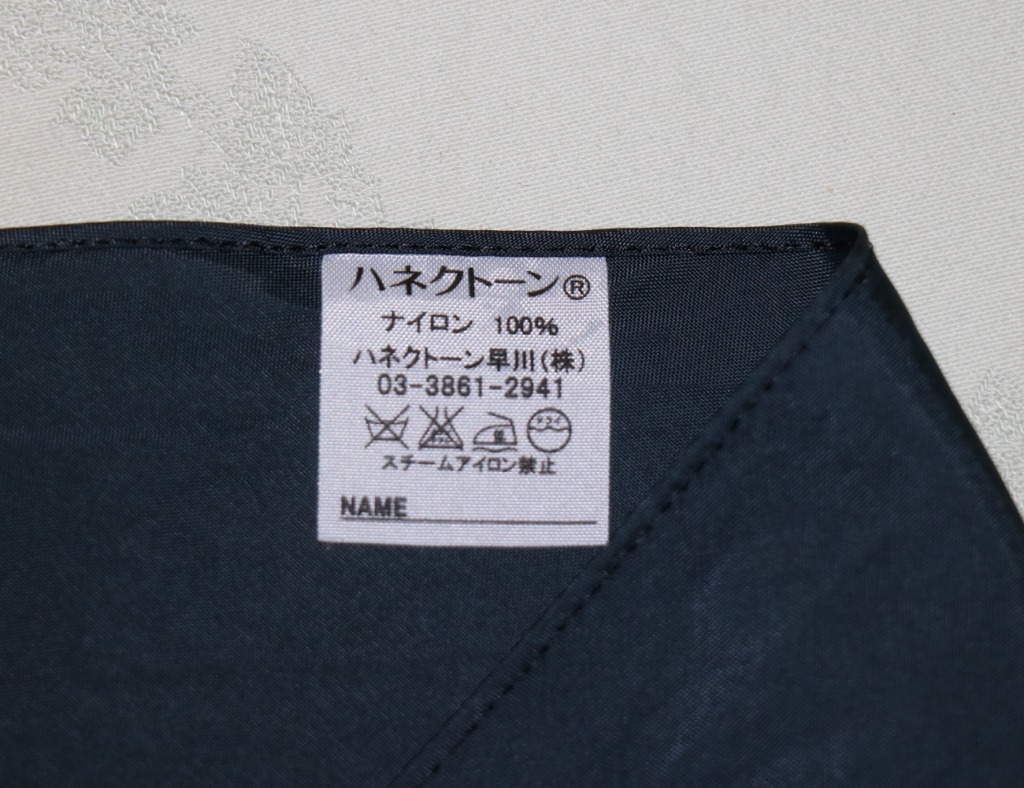 ハネクトーン®
ナイロン 100%
ハネクトーン早川(株)
03-3861-2941
スチームアイロン禁止
NAME